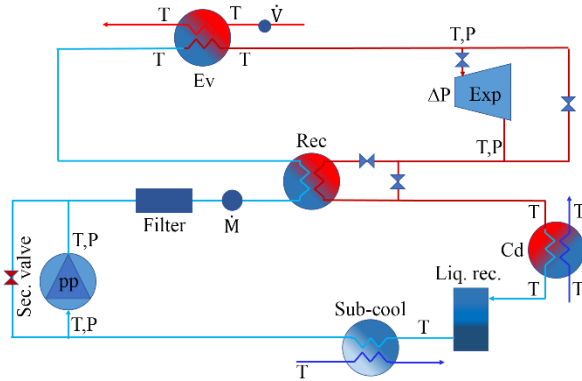 T
T
V̇
T
T
Ev
T,P
ΔP
Exp
T,P
Rec
Filter
Ṁ
T
T
Cd
T
T
Liq. rec.
Sec. valve
T,P
pp
T,P
Sub-cool
T
T